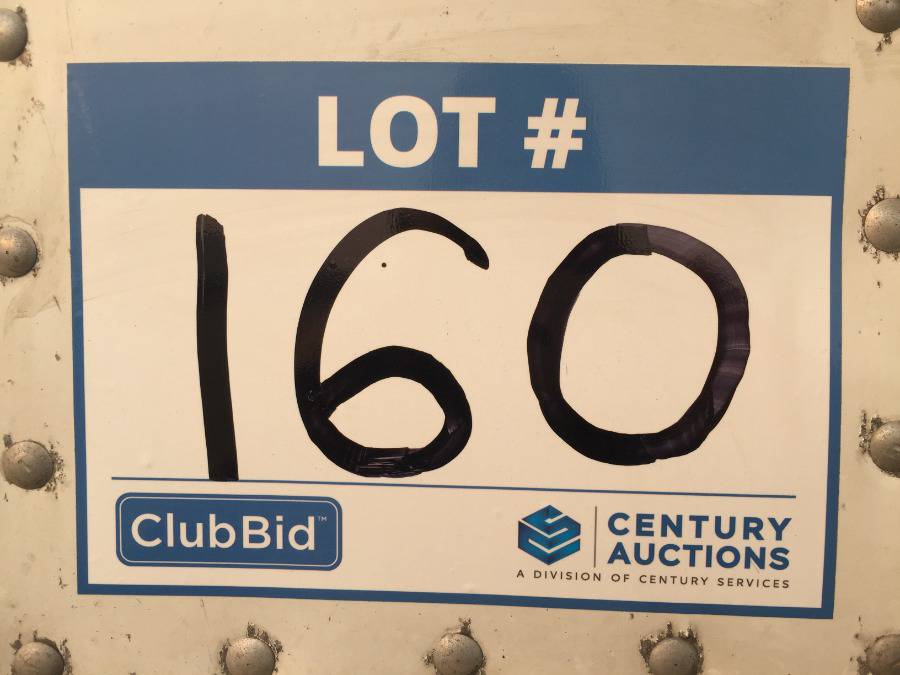 LOT #
160
ClubBid™
CENTURY
AUCTIONS
A DIVISION OF CENTURY SERVICES